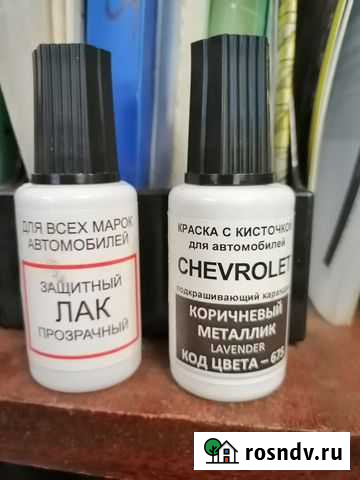 ДЛЯ ВСЕХ МАРОК
АВТОМОБИЛЕЙ
ЗАЩИТНЫЙ
ЛАК
ПРОЗРАЧНЫЙ
КРАСКА С КИСТОЧКОЙ
для автомобилей
CHEVROLET
подкрашивающий карандаш
КОРИЧНЕВЫЙ
МЕТАЛЛИК
LAVENDER
КОД ЦВЕТА – 675
rosndv.ru